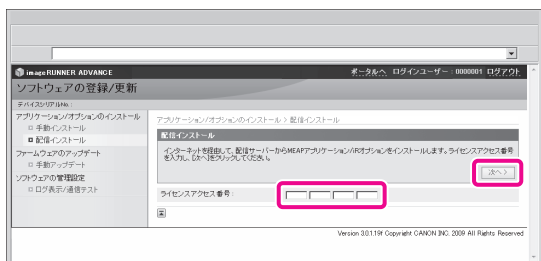 imageRUNNER ADVANCE
ポータルへ ログインユーザー : 0000001 ログアウト
ソフトウェアの登録/更新
デバイスシリアルNo. :
アプリケーション/オプションのインストール
手動インストール
配信インストール
ファームウェアのアップデート
手動アップデート
ソフトウェアの管理設定
ログ表示/通信テスト
アプリケーション/オプションのインストール > 配信インストール
配信インストール
インターネットを経由して、配信サーバーからMEAPアプリケーション/iRオプションをインストールします。ライセンスアクセス番号
を入力し、[次へ]をクリックしてください。
次へ >
ライセンスアクセス番号 :
Version 3.0.1.19f Copyright CANON INC. 2009 All Rights Reserved